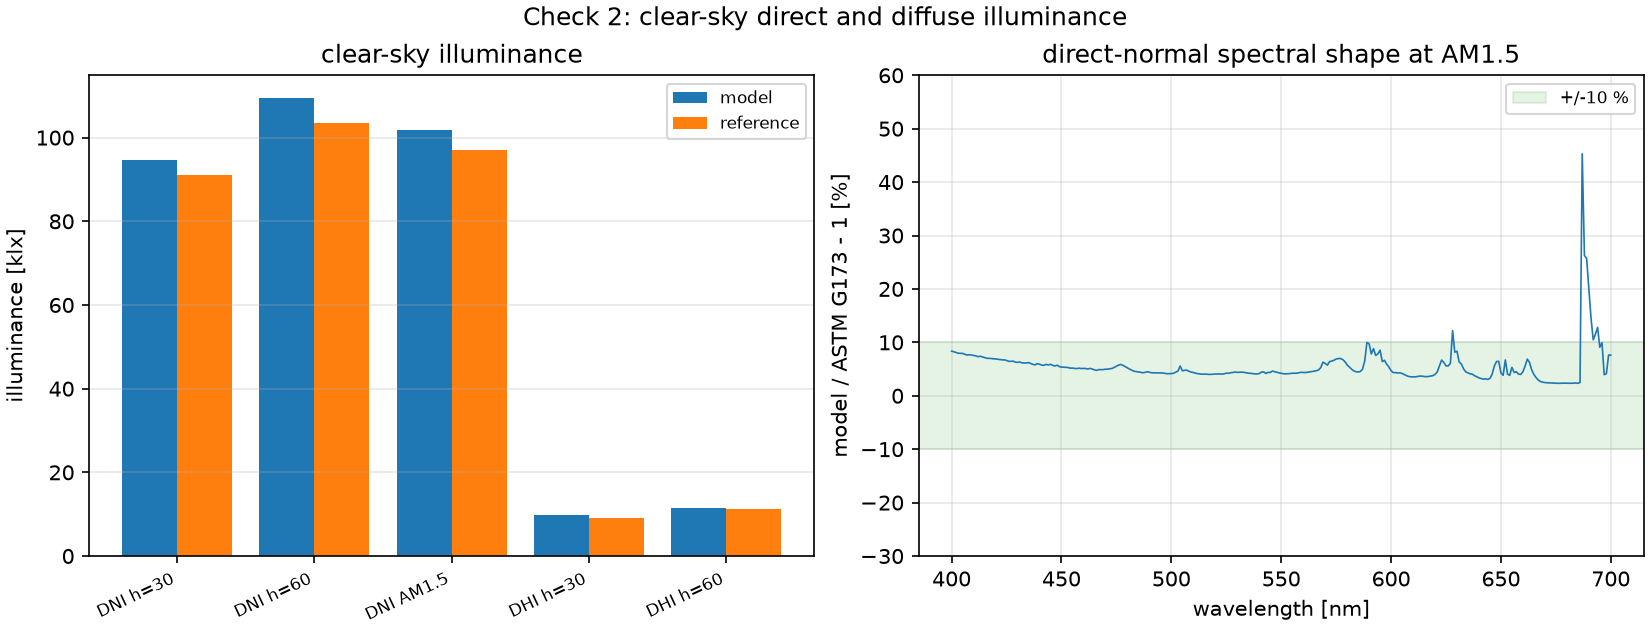 Check 2: clear-sky direct and diffuse illuminance
clear-sky illuminance
illuminance [klx]
100
80
60
40
20
0
model
reference
DNI h=30
DNI h=60
DNI AM1.5
DHI h=30
DHI h=60
direct-normal spectral shape at AM1.5
model / ASTM G173 - 1 [%]
60
50
40
30
20
10
0
−10
−20
−30
+/-10 %
400
450
500
550
600
650
700
wavelength [nm]